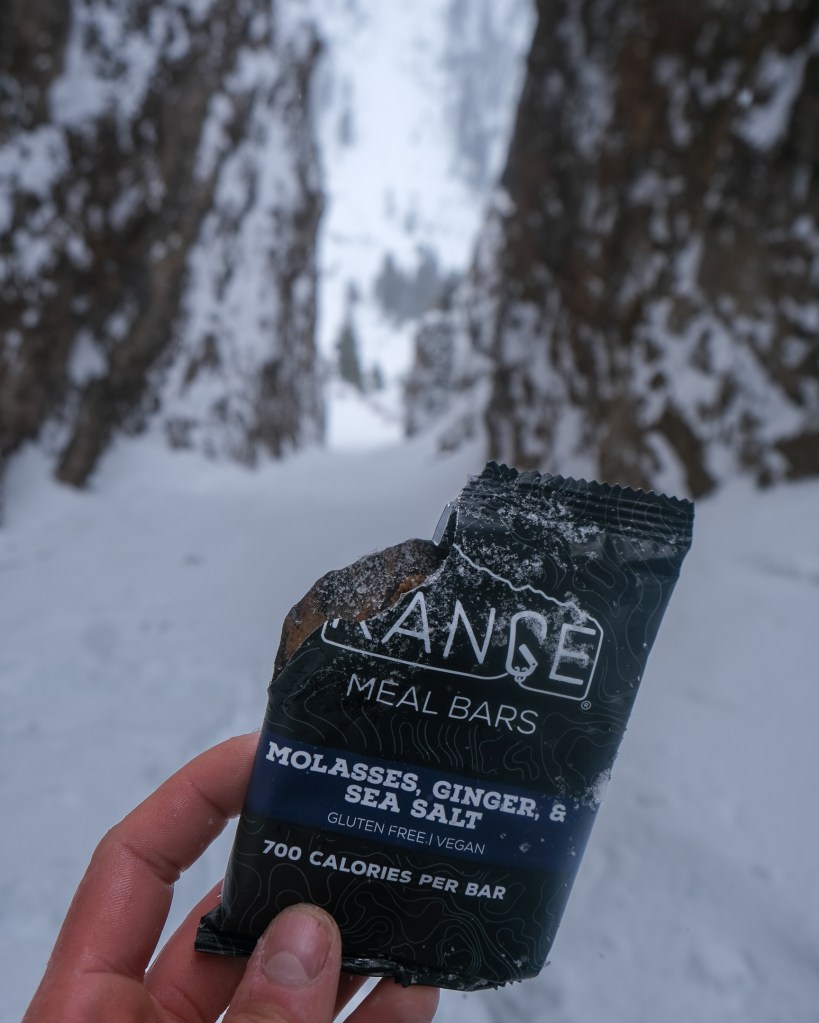 RANGE
®
MEAL BARS
MOLASSES, GINGER, &
SEA SALT
GLUTEN FREE | VEGAN
700 CALORIES PER BAR